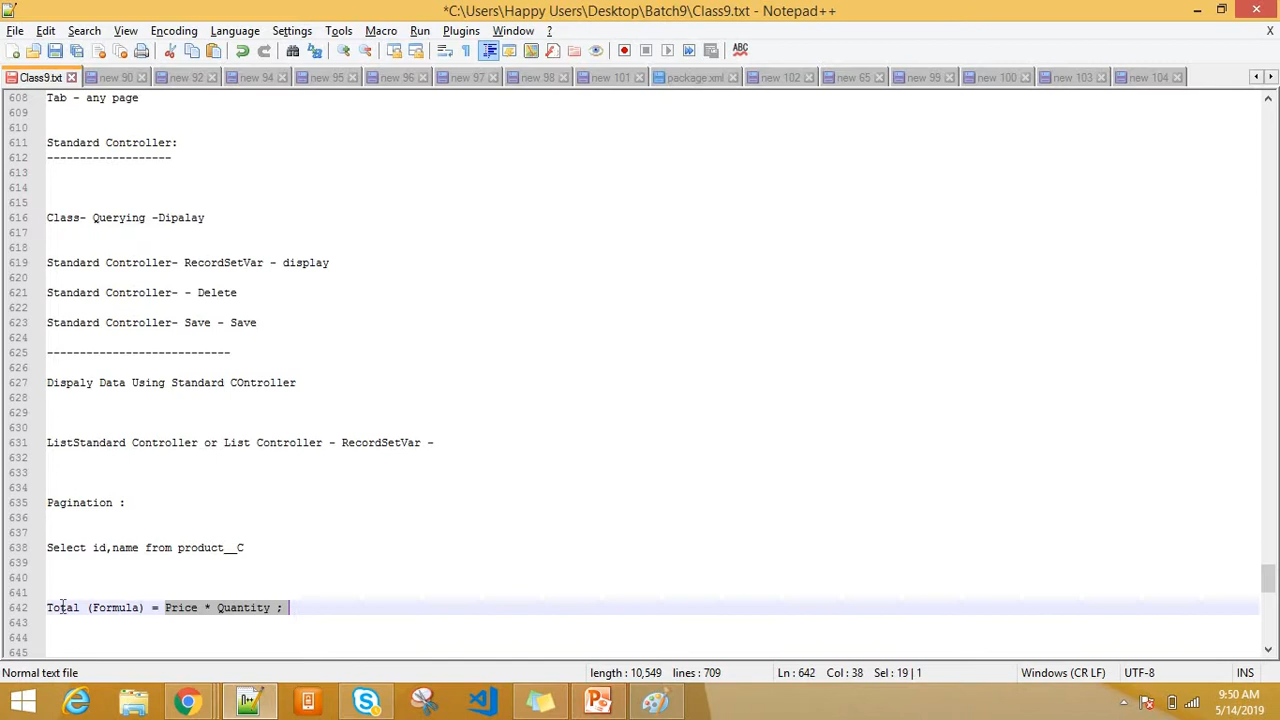 *C:\Users\Happy Users\Desktop\Batch9\Class9.txt - Notepad++
File Edit Search View Encoding Language Settings Tools Macro Run Plugins Window ?
X
ABC
Class9.txt new 90 new 92 new 94 new 95 new 96 new 97 new 98 new 101 package.xml new 102 new 99 new 100 new 103 new 104
608 Tab - any page
609
610
611 Standard Controller:
612 -------------------
613
614
615
616 Class- Querying -Dipalay
617
618
619 Standard Controller- RecordSetVar - display
620
621 Standard Controller- - Delete
622
623 Standard Controller- Save - Save
624
625 ----------------------------
626
627 Dispaly Data Using Standard COntroller
628
629
630
631 ListStandard Controller or List Controller - RecordSetVar -
632
633
634
635 Pagination :
636
637
638 Select id,name from product__C
639
640
641
642 Total (Formula) = Price * Quantity ;
643
644
645
Normal text file length : 10,549 lines : 709 Ln : 642 Col : 38 Sel : 19 | 1 Windows (CR LF) UTF-8 INS
9:50 AM
5/14/2019